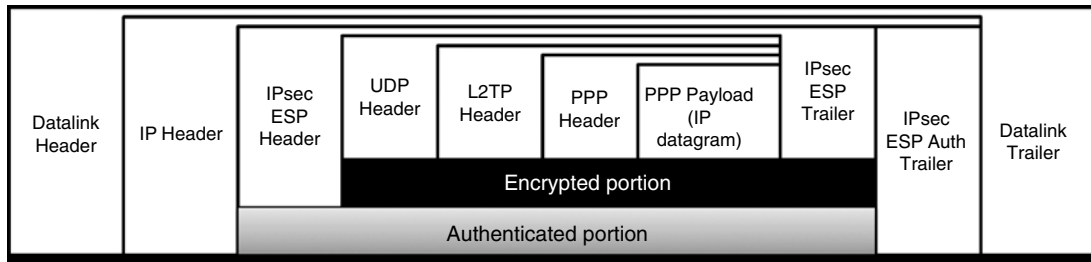 Datalink
Header
IP Header
IPsec
ESP
Header
UDP
Header
L2TP
Header
PPP
Header
PPP Payload
(IP
datagram)
IPsec
ESP
Trailer
IPsec
ESP Auth
Trailer
Datalink
Trailer
Encrypted portion
Authenticated portion